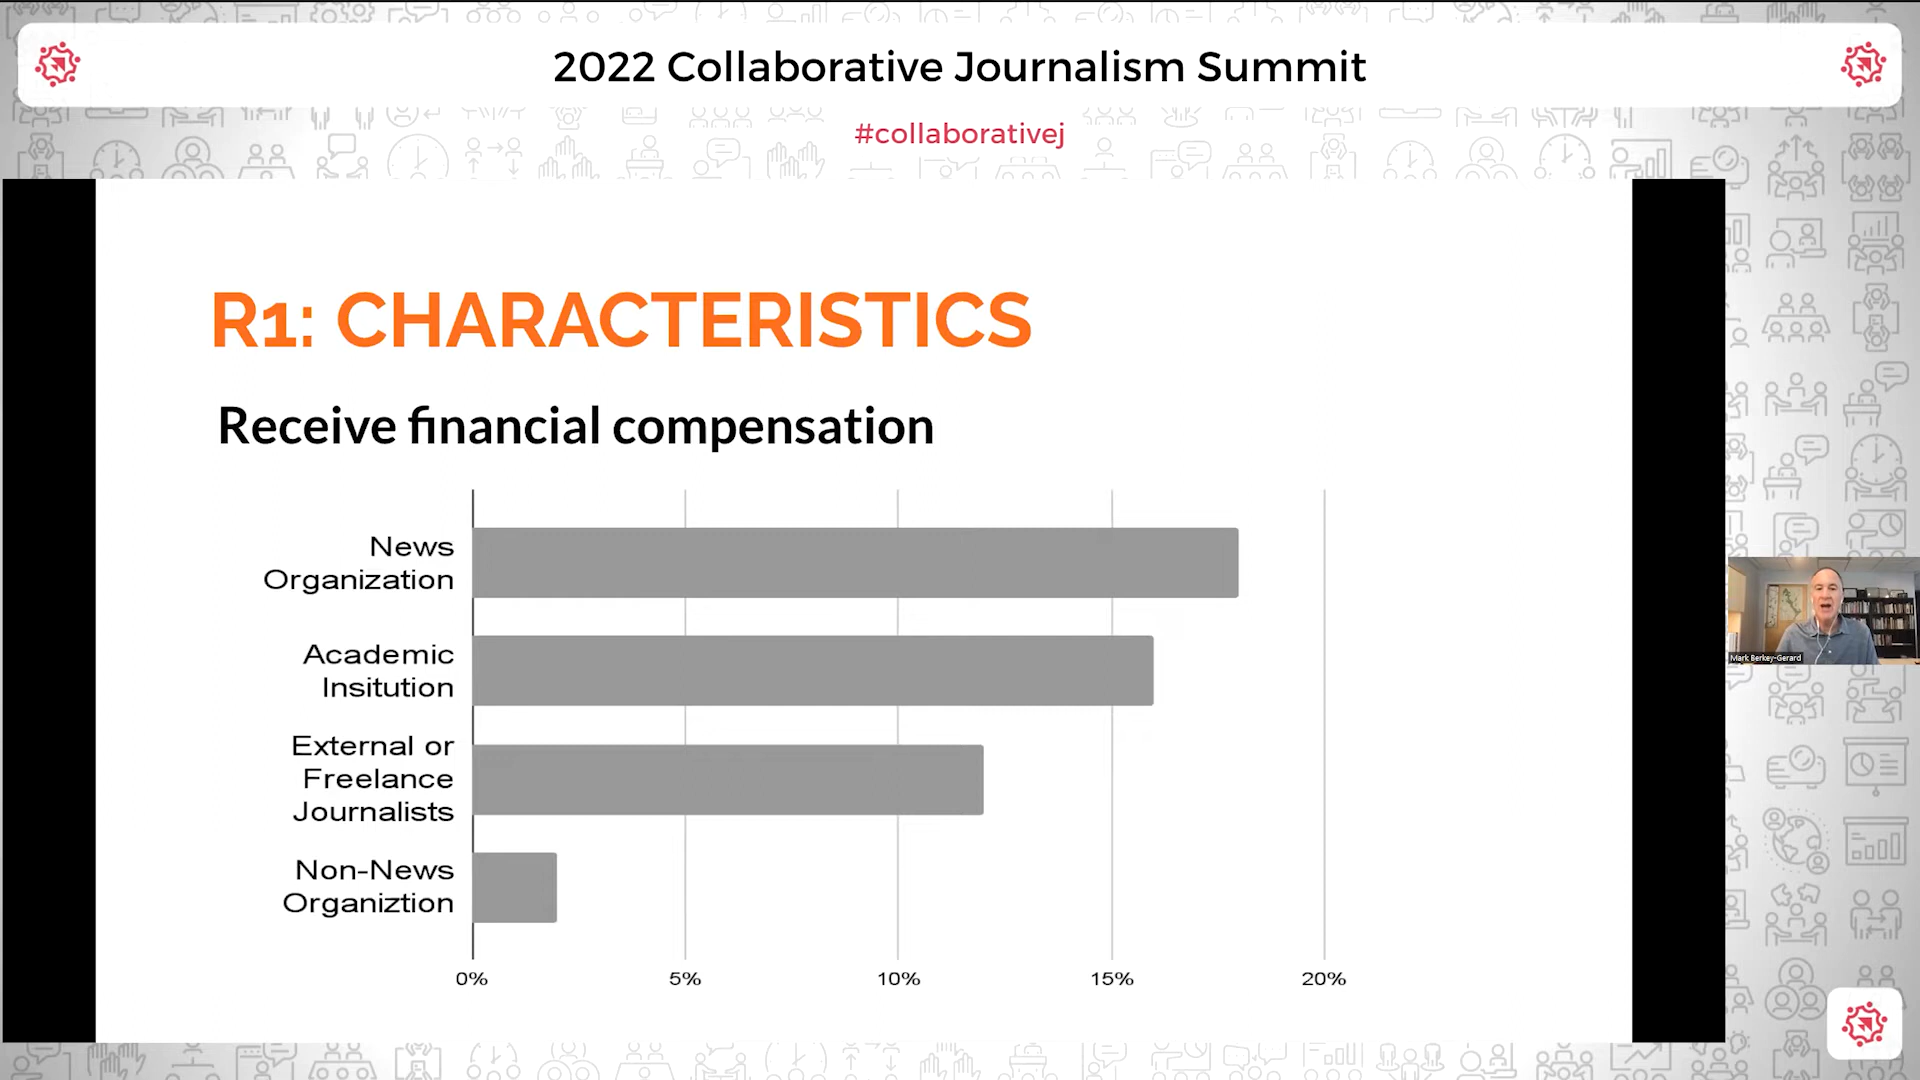 2022 Collaborative Journalism Summit
#collaborativej
R1: CHARACTERISTICS
Receive financial compensation
News
Organization
Academic
Insitution
External or
Freelance
Journalists
Non-News
Organiztion
0% 5% 10% 15% 20%
Mark Berkey-Gerard